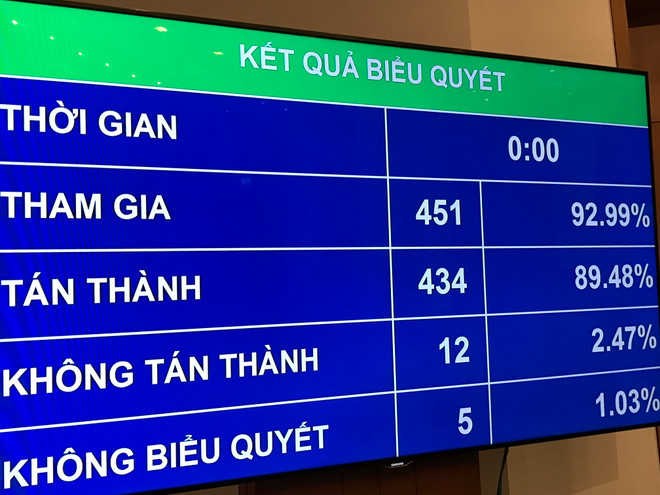 KẾT QUẢ BIỂU QUYẾT
THỜI GIAN 0:00
THAM GIA 451 92.99%
TÁN THÀNH 434 89.48%
KHÔNG TÁN THÀNH 12 2.47%
KHÔNG BIỂU QUYẾT 5 1.03%
SAMSUNG